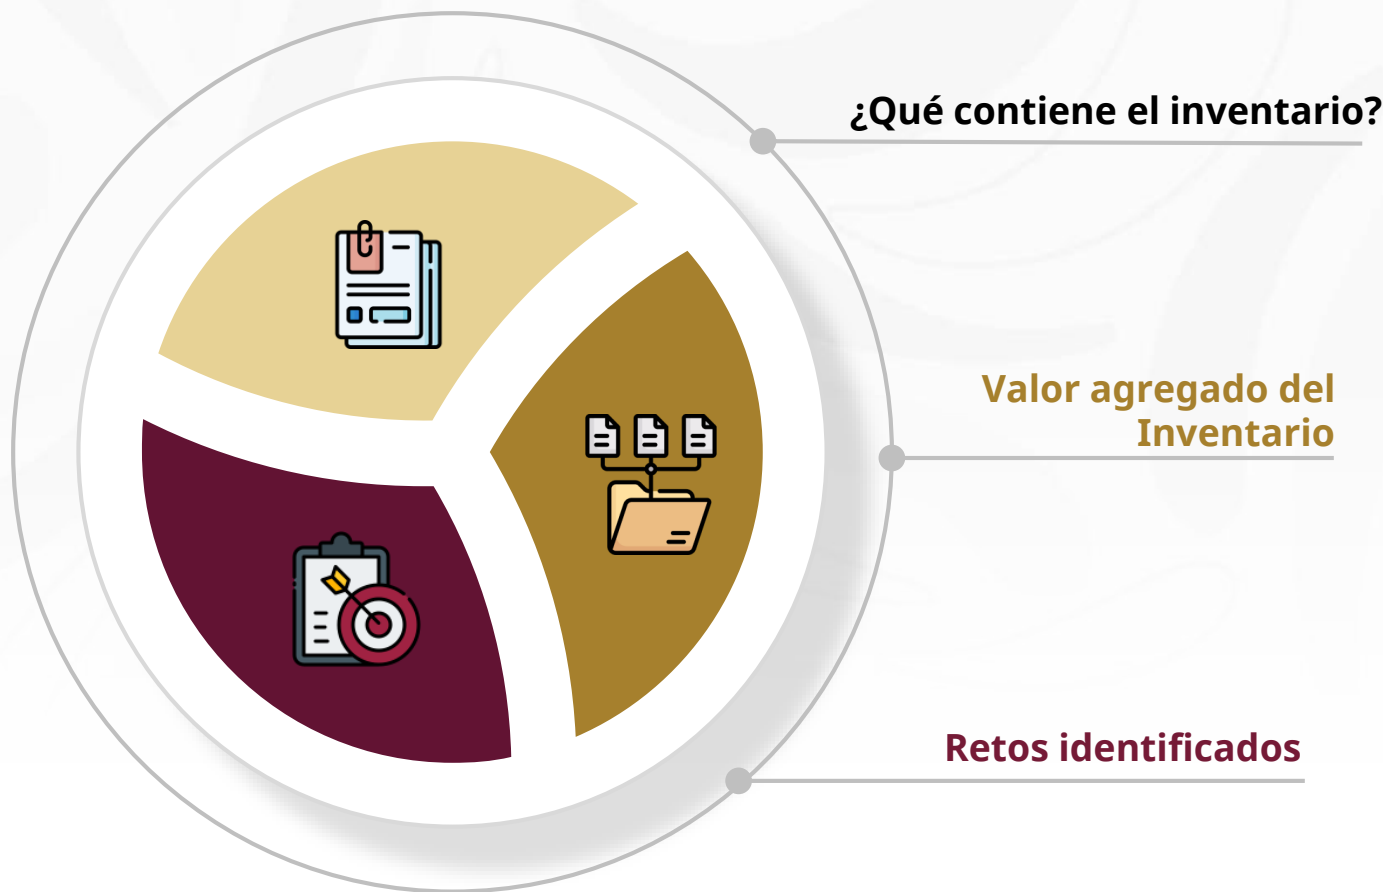 ¿Qué contiene el inventario?
Valor agregado del
Inventario
Retos identificados